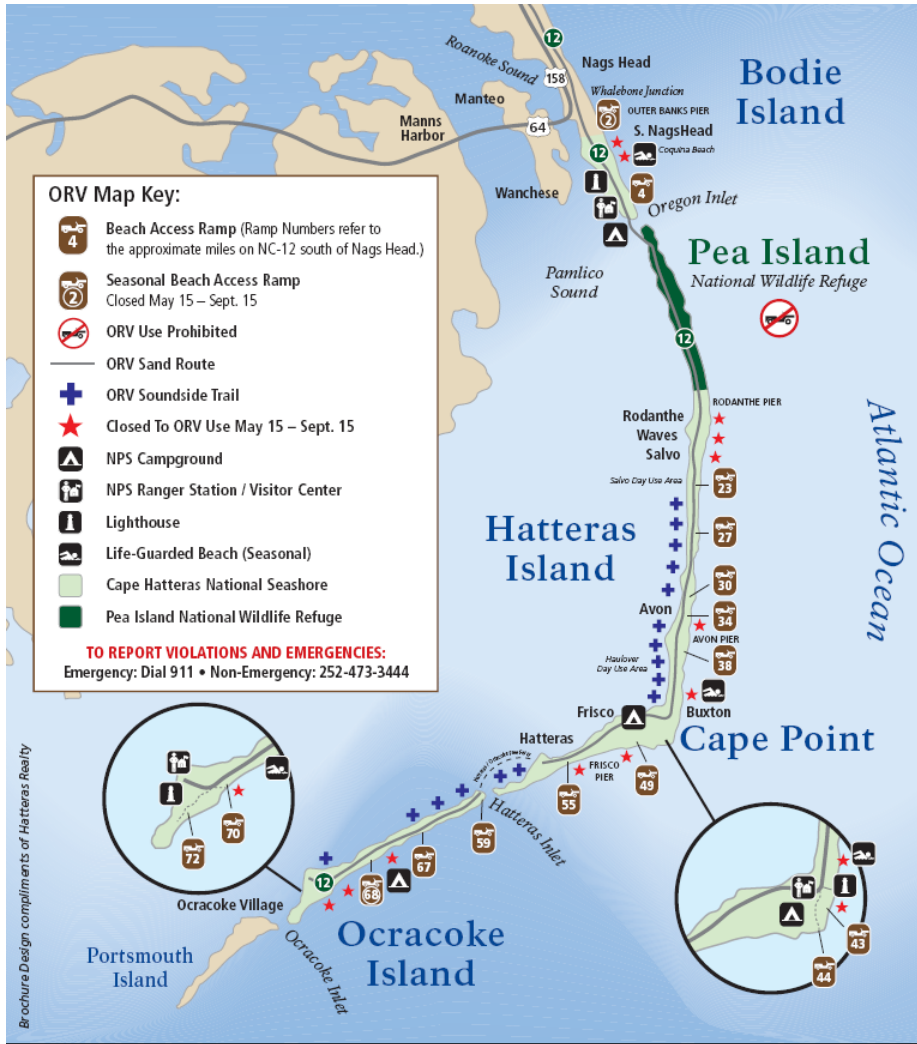 12
Nags Head
Roanoke Sound
158
Bodie
Island
Whalebone Junction
Manteo
2
OUTER BANKS PIER
Manns
Harbor
64
S. NagsHead
12
Coquina Beach
Wanchese
4
Oregon Inlet
ORV Map Key:
4
Beach Access Ramp (Ramp Numbers refer to
the approximate miles on NC-12 south of Nags Head.)
2
Seasonal Beach Access Ramp
Closed May 15 – Sept. 15
ORV Use Prohibited
ORV Sand Route
ORV Soundside Trail
Closed To ORV Use May 15 – Sept. 15
NPS Campground
NPS Ranger Station / Visitor Center
Lighthouse
Life-Guarded Beach (Seasonal)
Cape Hatteras National Seashore
Pea Island National Wildlife Refuge
TO REPORT VIOLATIONS AND EMERGENCIES:
Emergency: Dial 911 • Non-Emergency: 252-473-3444
Pea Island
National Wildlife Refuge
Pamlico
Sound
12
RODANTHE PIER
Rodanthe
Waves
Salvo
Atlantic Ocean
Salvo Day Use Area
23
Hatteras
Island
27
30
Avon
34
AVON PIER
38
Haulover
Day Use Area
Frisco
Buxton
Cape Point
Hatteras
FRISCO
PIER
49
55
Hatteras Inlet
59
67
68
12
70
72
Ocracoke Village
Ocracoke
Island
Ocracoke Inlet
Portsmouth
Island
43
44
Brochure Design compliments of Hatteras Realty